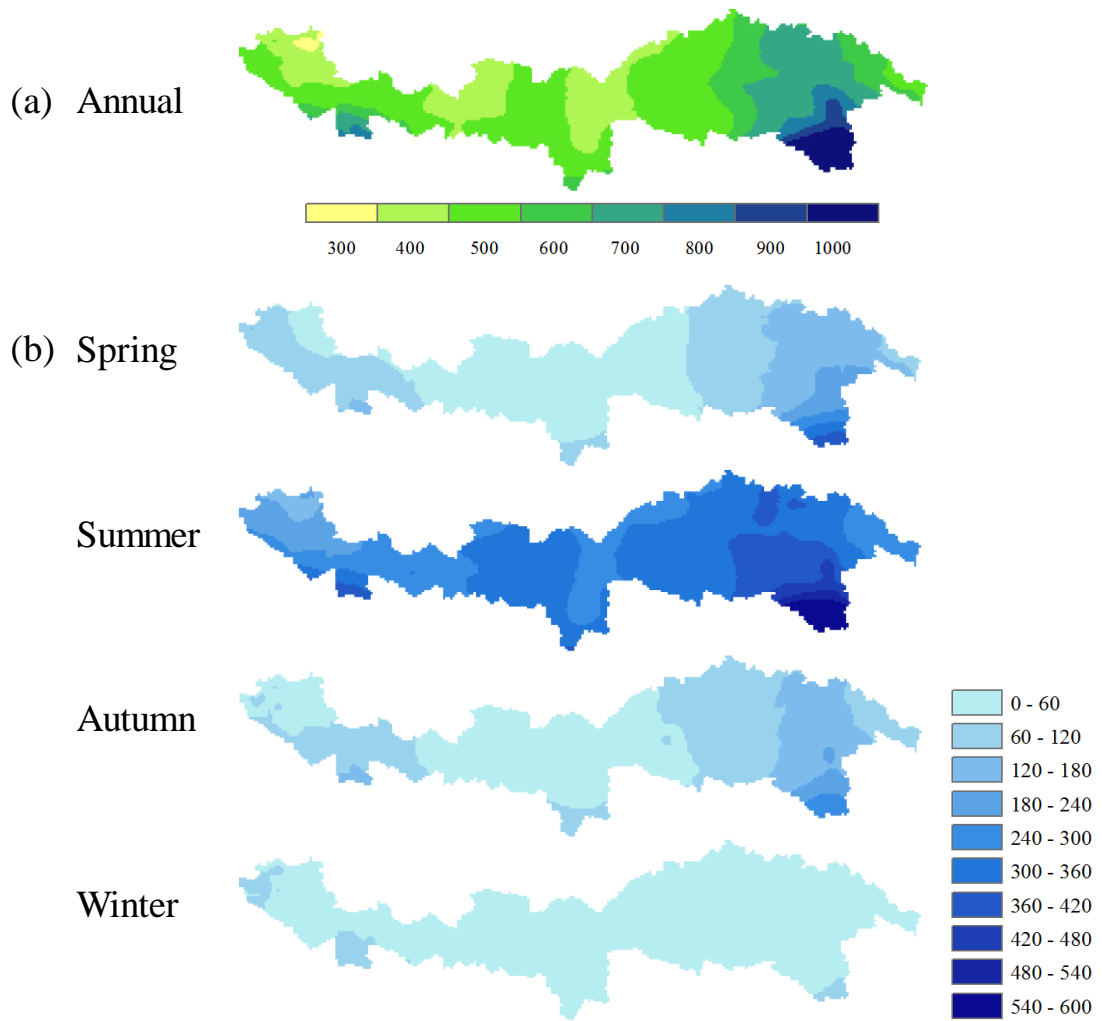 (a) Annual
300 400 500 600 700 800 900 1000
(b) Spring
Summer
Autumn
Winter
0 - 60
60 - 120
120 - 180
180 - 240
240 - 300
300 - 360
360 - 420
420 - 480
480 - 540
540 - 600